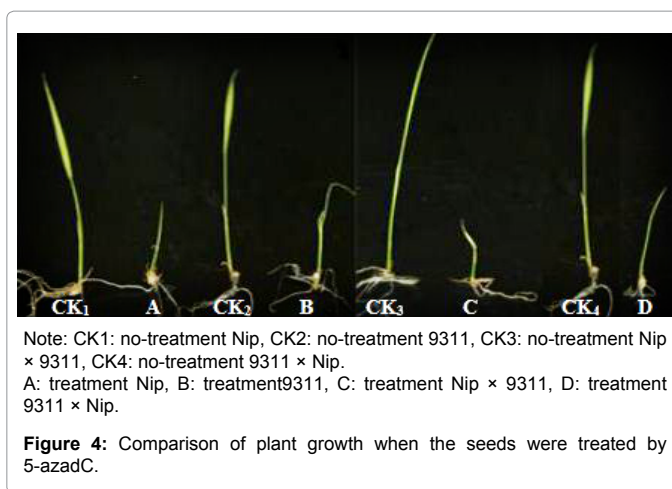 CK1 A CK2 B CK3 C CK4 D
Note: CK1: no-treatment Nip, CK2: no-treatment 9311, CK3: no-treatment Nip
× 9311, CK4: no-treatment 9311 × Nip.
A: treatment Nip, B: treatment9311, C: treatment Nip × 9311, D: treatment
9311 × Nip.
Figure 4: Comparison of plant growth when the seeds were treated by
5-azadC.